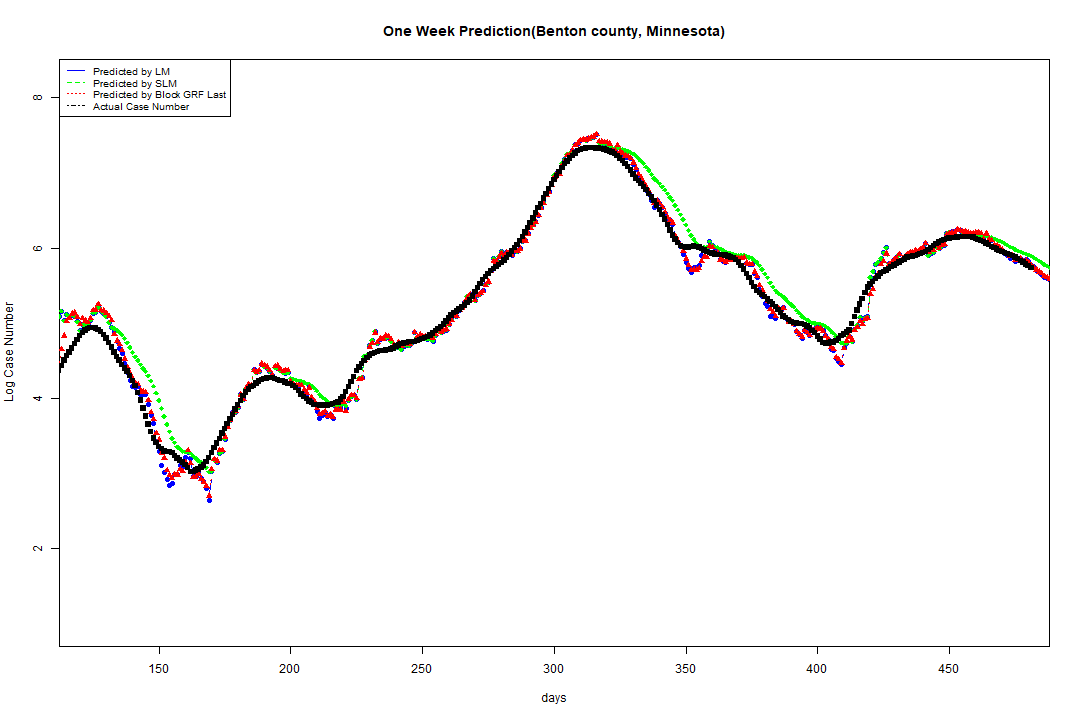 One Week Prediction(Benton county, Minnesota)
Predicted by LM
Predicted by SLM
Predicted by Block GRF Last
Actual Case Number
8
6
4
2
Log Case Number
150 200 250 300 350 400 450
days